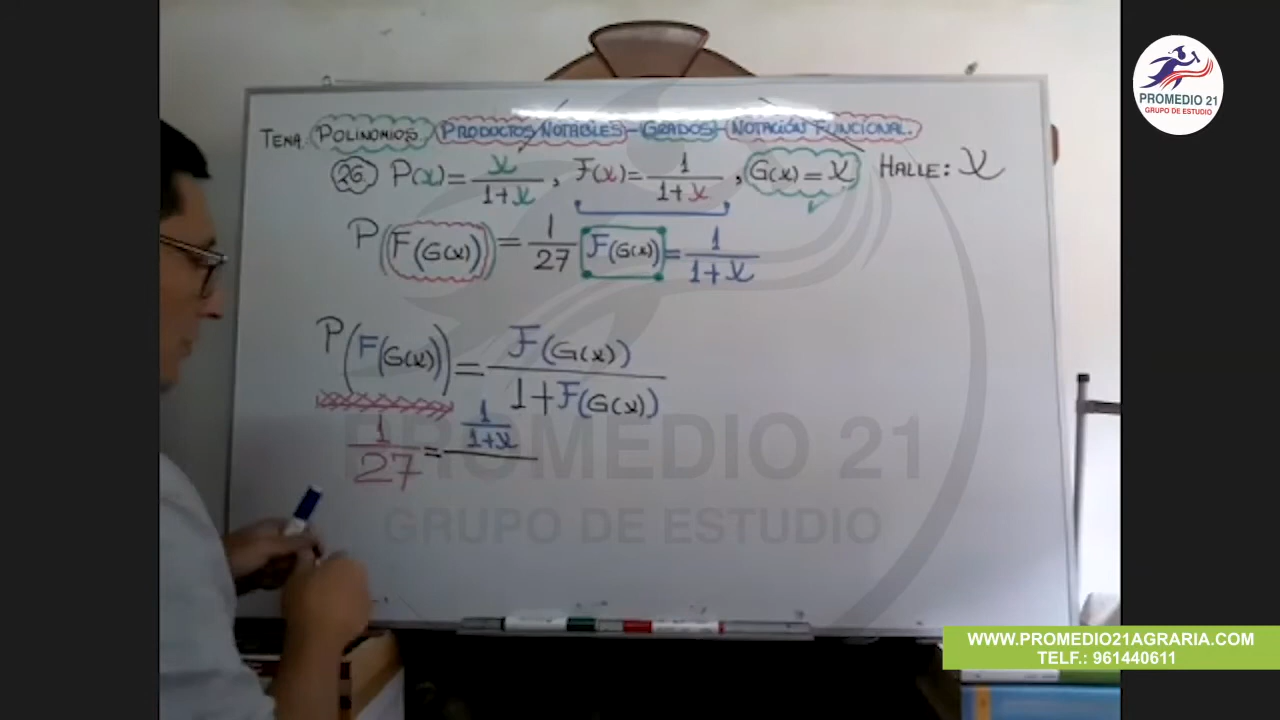 PROMEDIO 21
GRUPO DE ESTUDIO
TEMA: POLINOMIOS - PRODUCTOS NOTABLES - GRADOS - NOTACIÓN FUNCIONAL.
26 P(x) = x/(1+x), F(x) = 1/(1+x), G(x) = x HALLE: x
P(F(G(x))) = 1/27 F(G(x)) = 1/(1+x)
P(F(G(x))) = F(G(x))/(1+F(G(x)))
1/27 = 1/(1+x)
PROMEDIO 21
GRUPO DE ESTUDIO
WWW.PROMEDIO21AGRARIA.COM
TELF.: 961440611